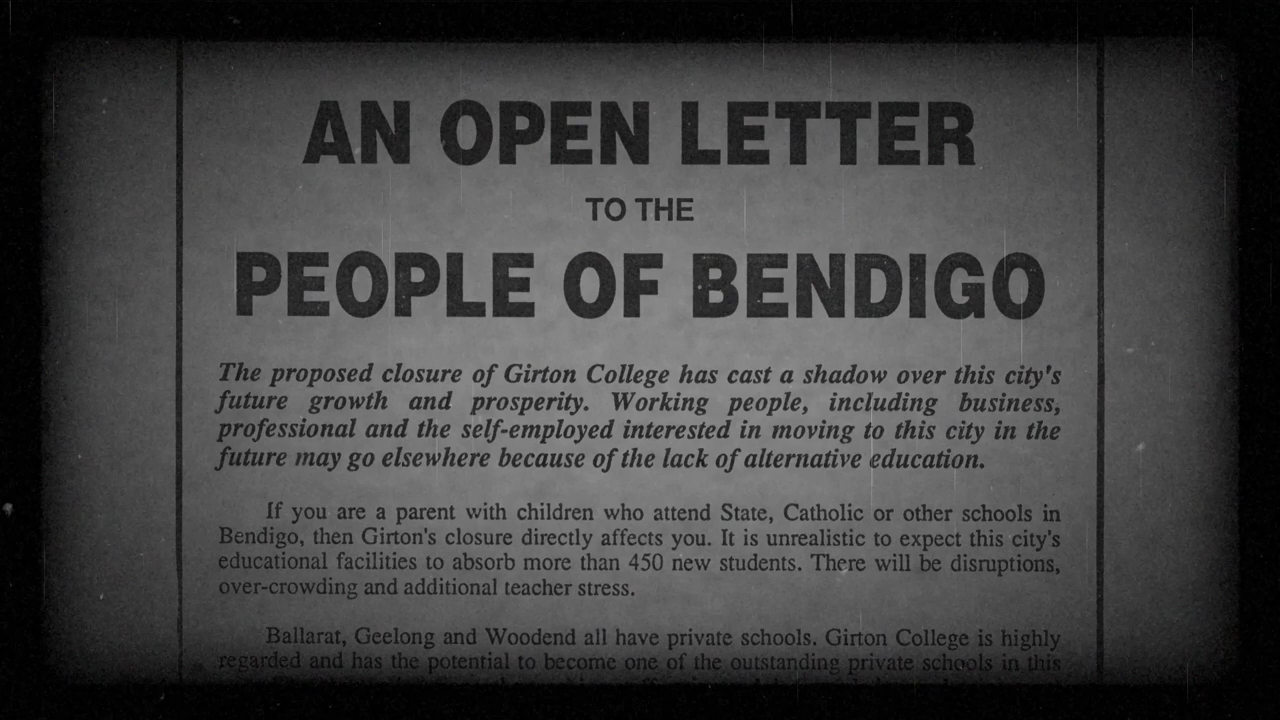 AN OPEN LETTER
TO THE
PEOPLE OF BENDIGO
The proposed closure of Girton College has cast a shadow over this city's
future growth and prosperity. Working people, including business,
professional and the self-employed interested in moving to this city in the
future may go elsewhere because of the lack of alternative education.
If you are a parent with children who attend State, Catholic or other schools in
Bendigo, then Girton's closure directly affects you. It is unrealistic to expect this city's
educational facilities to absorb more than 450 new students. There will be disruptions,
over-crowding and additional teacher stress.
Ballarat, Geelong and Woodend all have private schools. Girton College is highly
regarded and has the potential to become one of the outstanding private schools in this